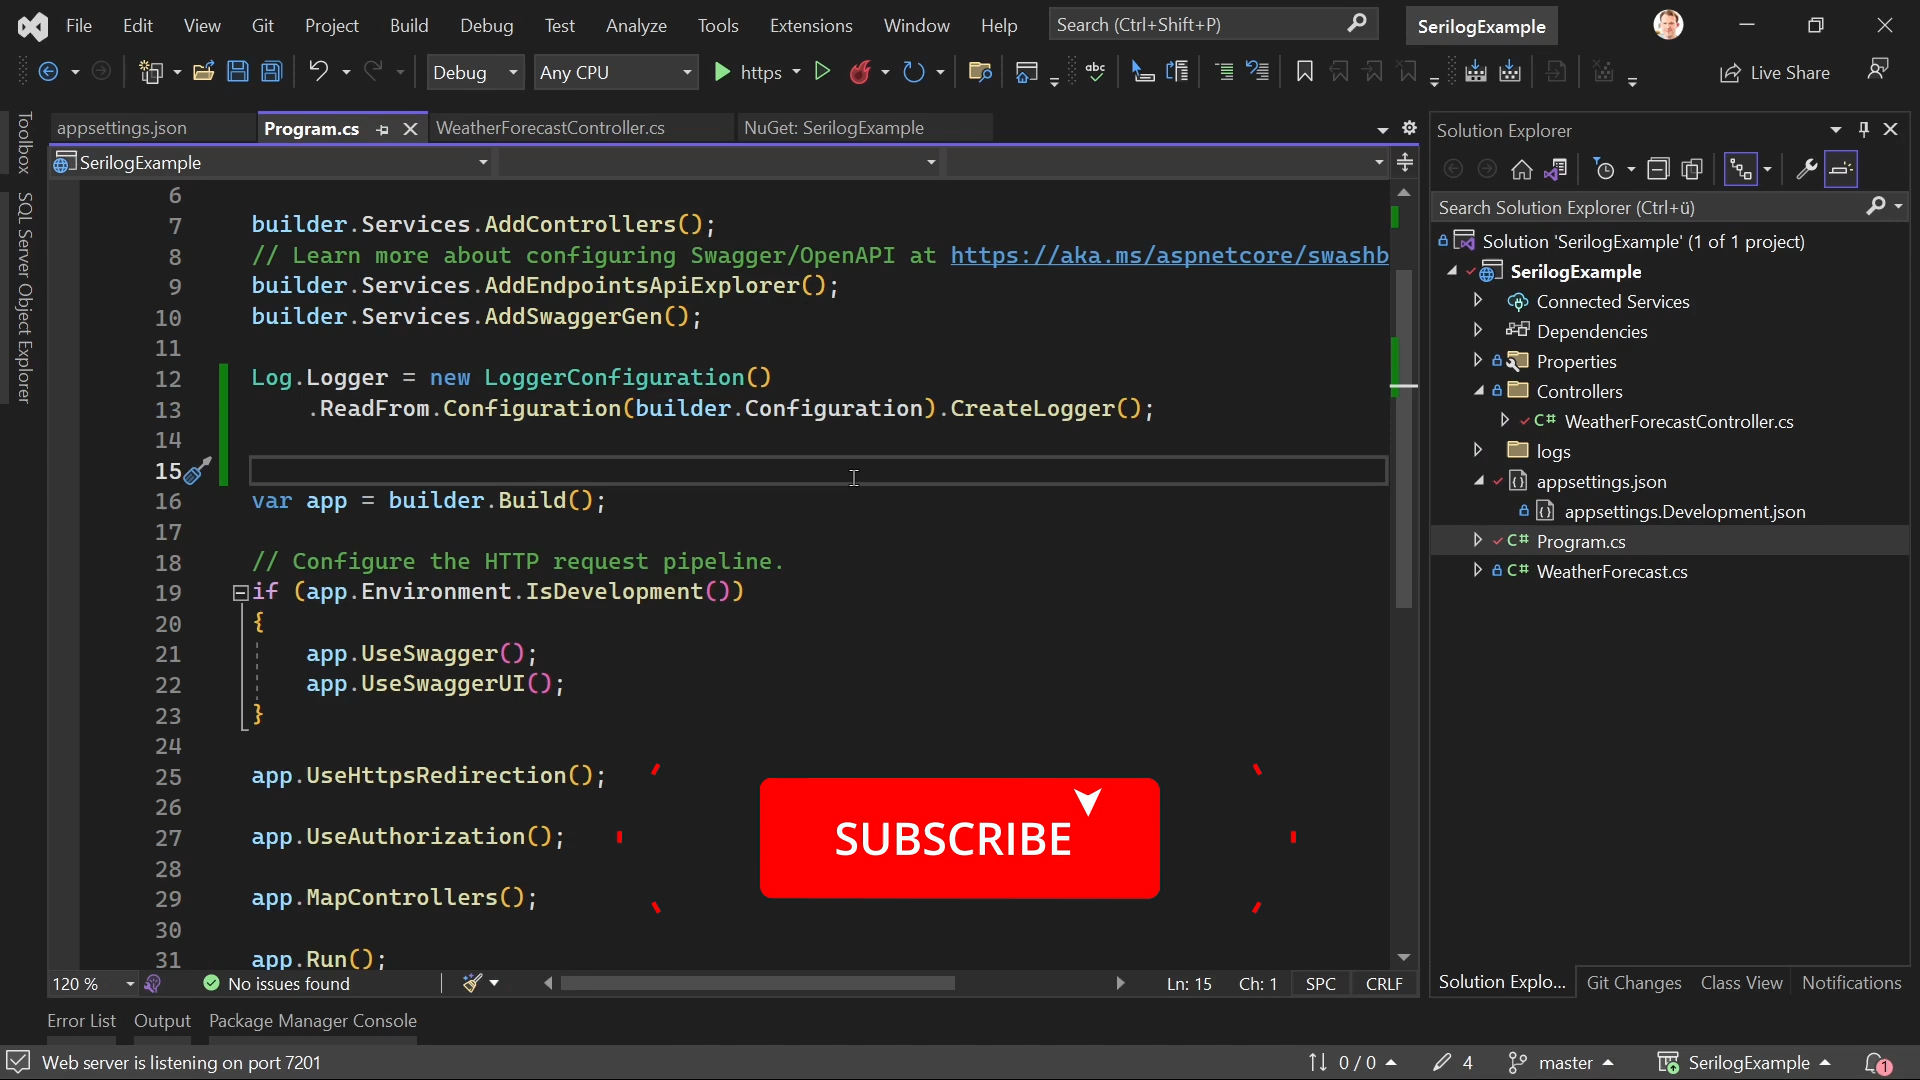 File Edit View Git Project Build Debug Test Analyze Tools Extensions Window Help Search (Ctrl+Shift+P) SerilogExample
Debug Any CPU https abc Live Share
Toolbox
SQL Server Object Explorer
appsettings.json Program.cs WeatherForecastController.cs NuGet: SerilogExample
SerilogExample
6
7 builder.Services.AddControllers();
8 // Learn more about configuring Swagger/OpenAPI at https://aka.ms/aspnetcore/swashb
9 builder.Services.AddEndpointsApiExplorer();
10 builder.Services.AddSwaggerGen();
11
12 Log.Logger = new LoggerConfiguration()
13 .ReadFrom.Configuration(builder.Configuration).CreateLogger();
14
15
16 var app = builder.Build();
17
18 // Configure the HTTP request pipeline.
19 if (app.Environment.IsDevelopment())
20 {
21 app.UseSwagger();
22 app.UseSwaggerUI();
23 }
24
25 app.UseHttpsRedirection();
26
27 app.UseAuthorization();
28
29 app.MapControllers();
30
31 app.Run();
SUBSCRIBE
120 % No issues found Ln: 15 Ch: 1 SPC CRLF
Solution Explorer
Search Solution Explorer (Ctrl+ü)
Solution 'SerilogExample' (1 of 1 project)
SerilogExample
Connected Services
Dependencies
Properties
Controllers
C# WeatherForecastController.cs
logs
appsettings.json
appsettings.Development.json
C# Program.cs
C# WeatherForecast.cs
Solution Explo... Git Changes Class View Notifications
Error List Output Package Manager Console
Web server is listening on port 7201 0 / 0 4 master SerilogExample 1